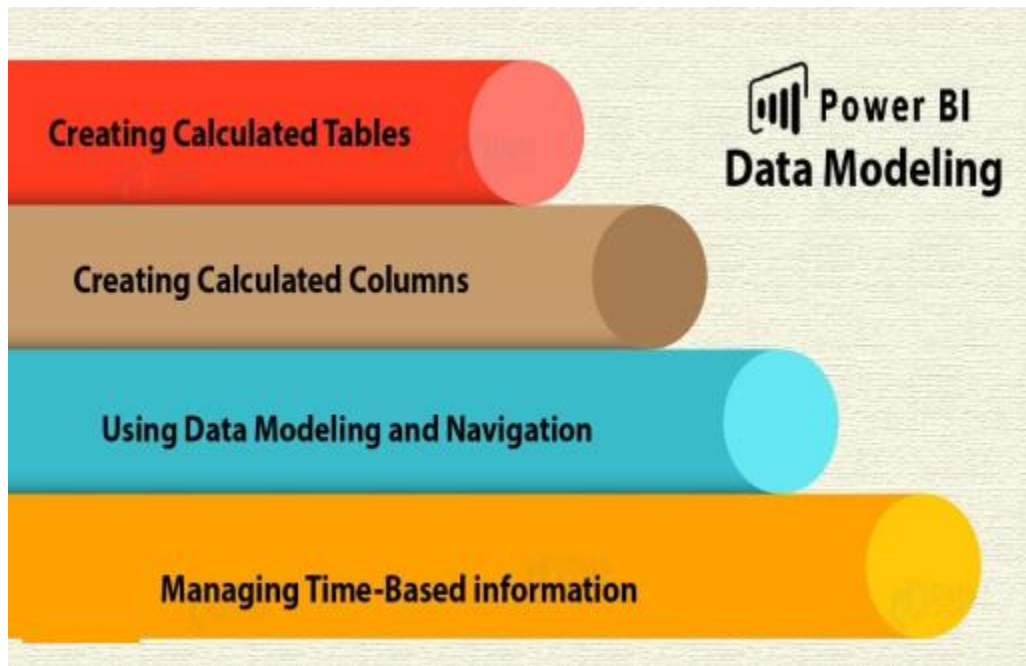 Power BI
Data Modeling
Creating Calculated Tables
Creating Calculated Columns
Using Data Modeling and Navigation
Managing Time-Based information